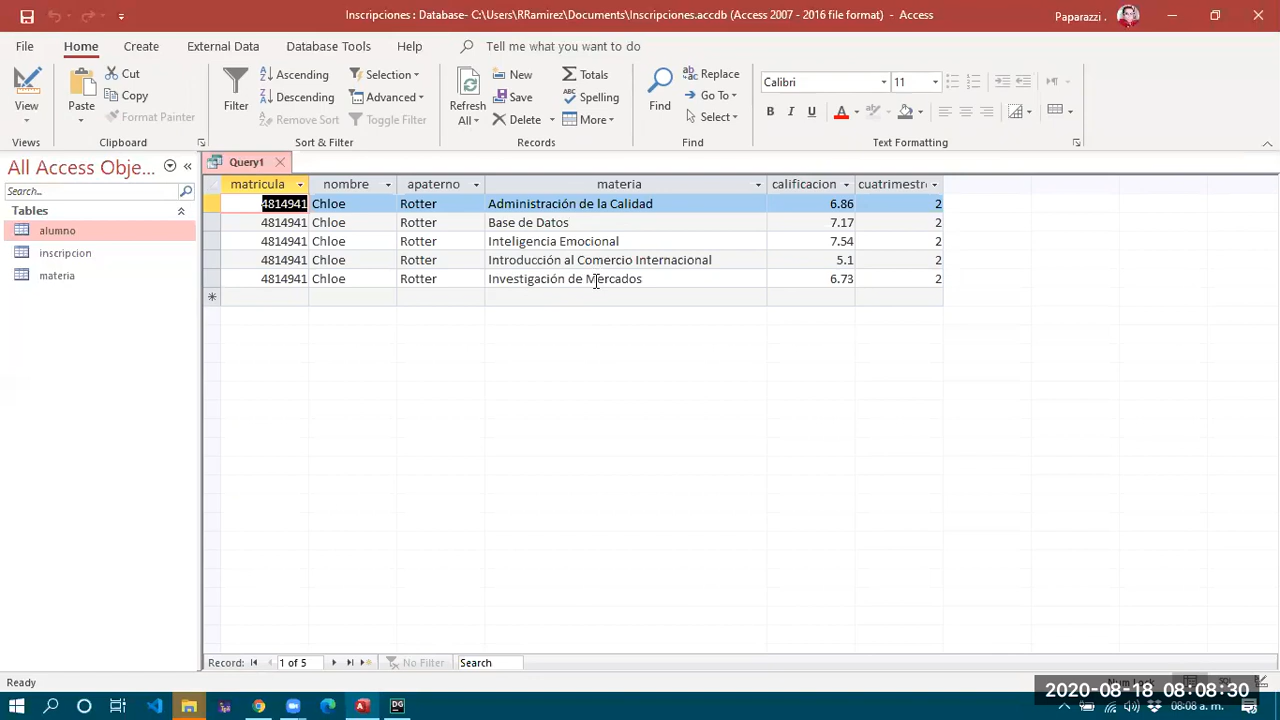 Inscripciones : Database- C:\Users\RRamirez\Documents\Inscripciones.accdb (Access 2007 - 2016 file format) - Access
Paparazzi .
File Home Create External Data Database Tools Help Tell me what you want to do
View
Views
Paste
Cut
Copy
Format Painter
Clipboard
Filter
Ascending
Descending
Remove Sort
Selection
Advanced
Toggle Filter
Sort & Filter
Refresh
All
New
Save
Delete
Totals
Spelling
More
Records
Find
Replace
Go To
Select
Find
Calibri 11
B I U A
Text Formatting
All Access Obje...
Search...
Tables
alumno
inscripcion
materia
Query1
matricula nombre apaterno materia calificacion cuatrimestr
4814941 Chloe Rotter Administración de la Calidad 6.86 2
4814941 Chloe Rotter Base de Datos 7.17 2
4814941 Chloe Rotter Inteligencia Emocional 7.54 2
4814941 Chloe Rotter Introducción al Comercio Internacional 5.1 2
4814941 Chloe Rotter Investigación de Mercados 6.73 2
Record: 1 of 5 No Filter Search
Ready
Num Lock
2020-08-18 08:08:30
08:08 a. m.